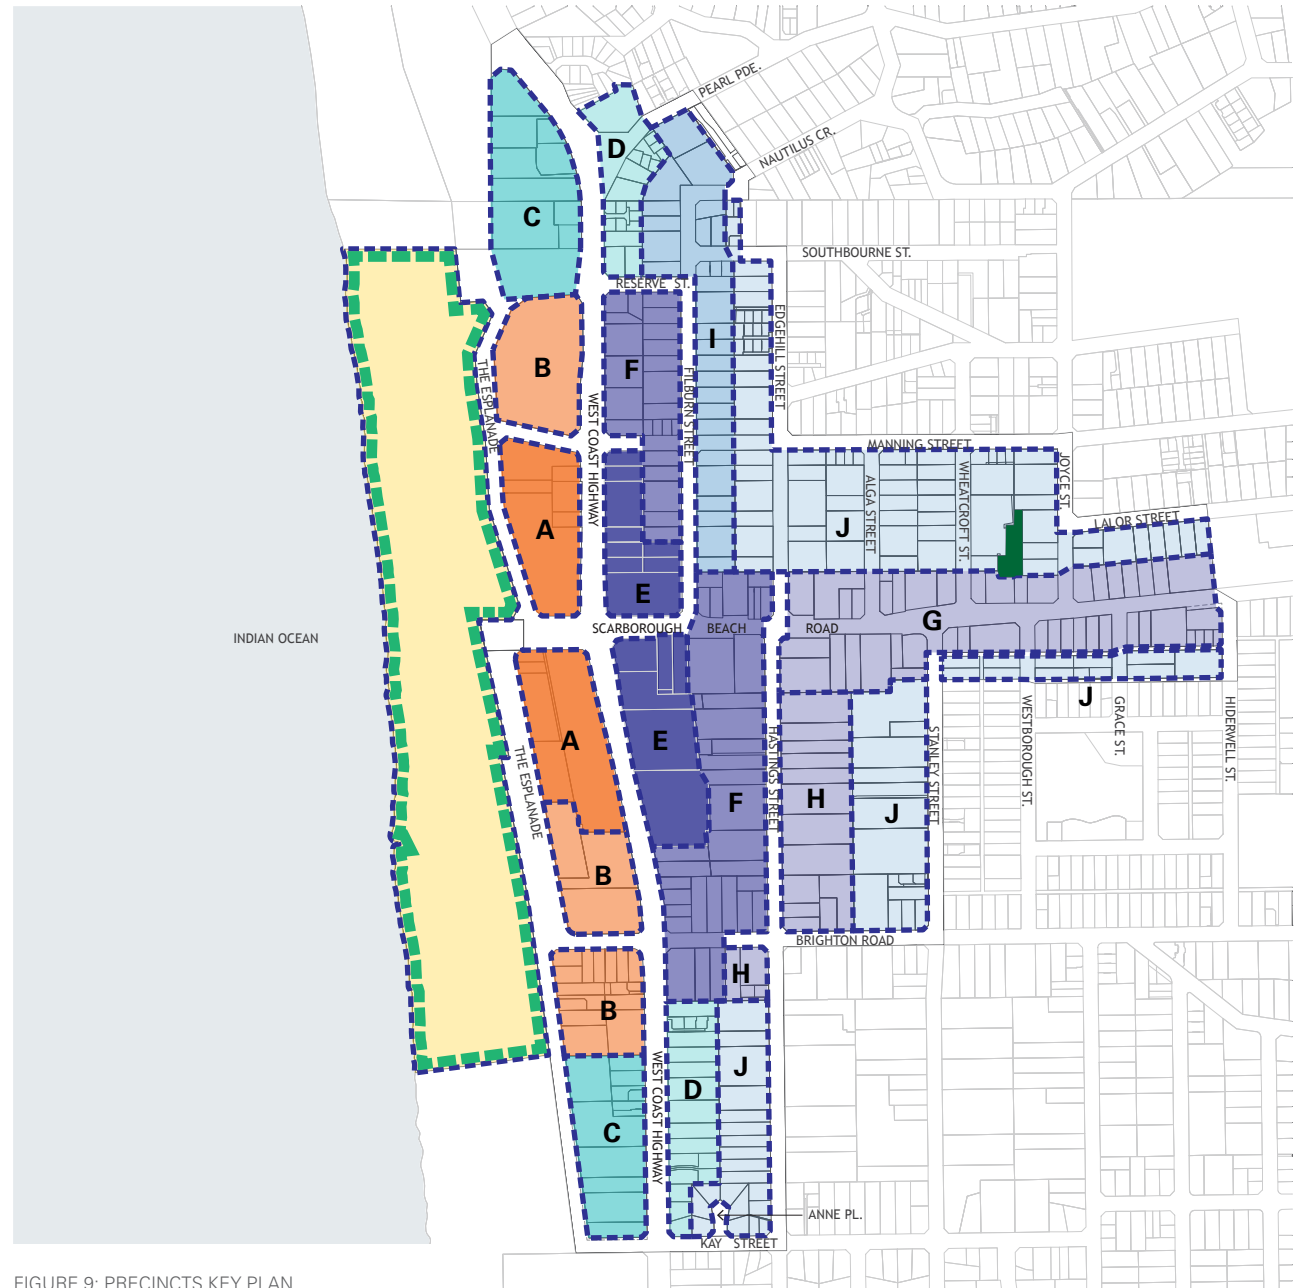 PEARL PDE.
NAUTILUS CR.
D
C
SOUTHBOURNE ST.
RESERVE ST.
EDGEHILL STREET
I
B
F
THE ESPLANADE
WEST COAST HIGHWAY
FILBURN STREET
MANNING STREET
JOYCE ST.
ALGA STREET
WHEATCROFT ST.
LALOR STREET
A
J
E
G
INDIAN OCEAN
SCARBOROUGH
BEACH
ROAD
J
WESTBOROUGH ST.
GRACE ST.
HIDERWELL ST.
A
E
THE ESPLANADE
HASTINGS STREET
STANLEY STREET
F
H
J
B
BRIGHTON ROAD
H
B
WEST COAST HIGHWAY
J
D
C
ANNE PL.
KAY STREET
FIGURE 9: PRECINCTS KEY PLAN